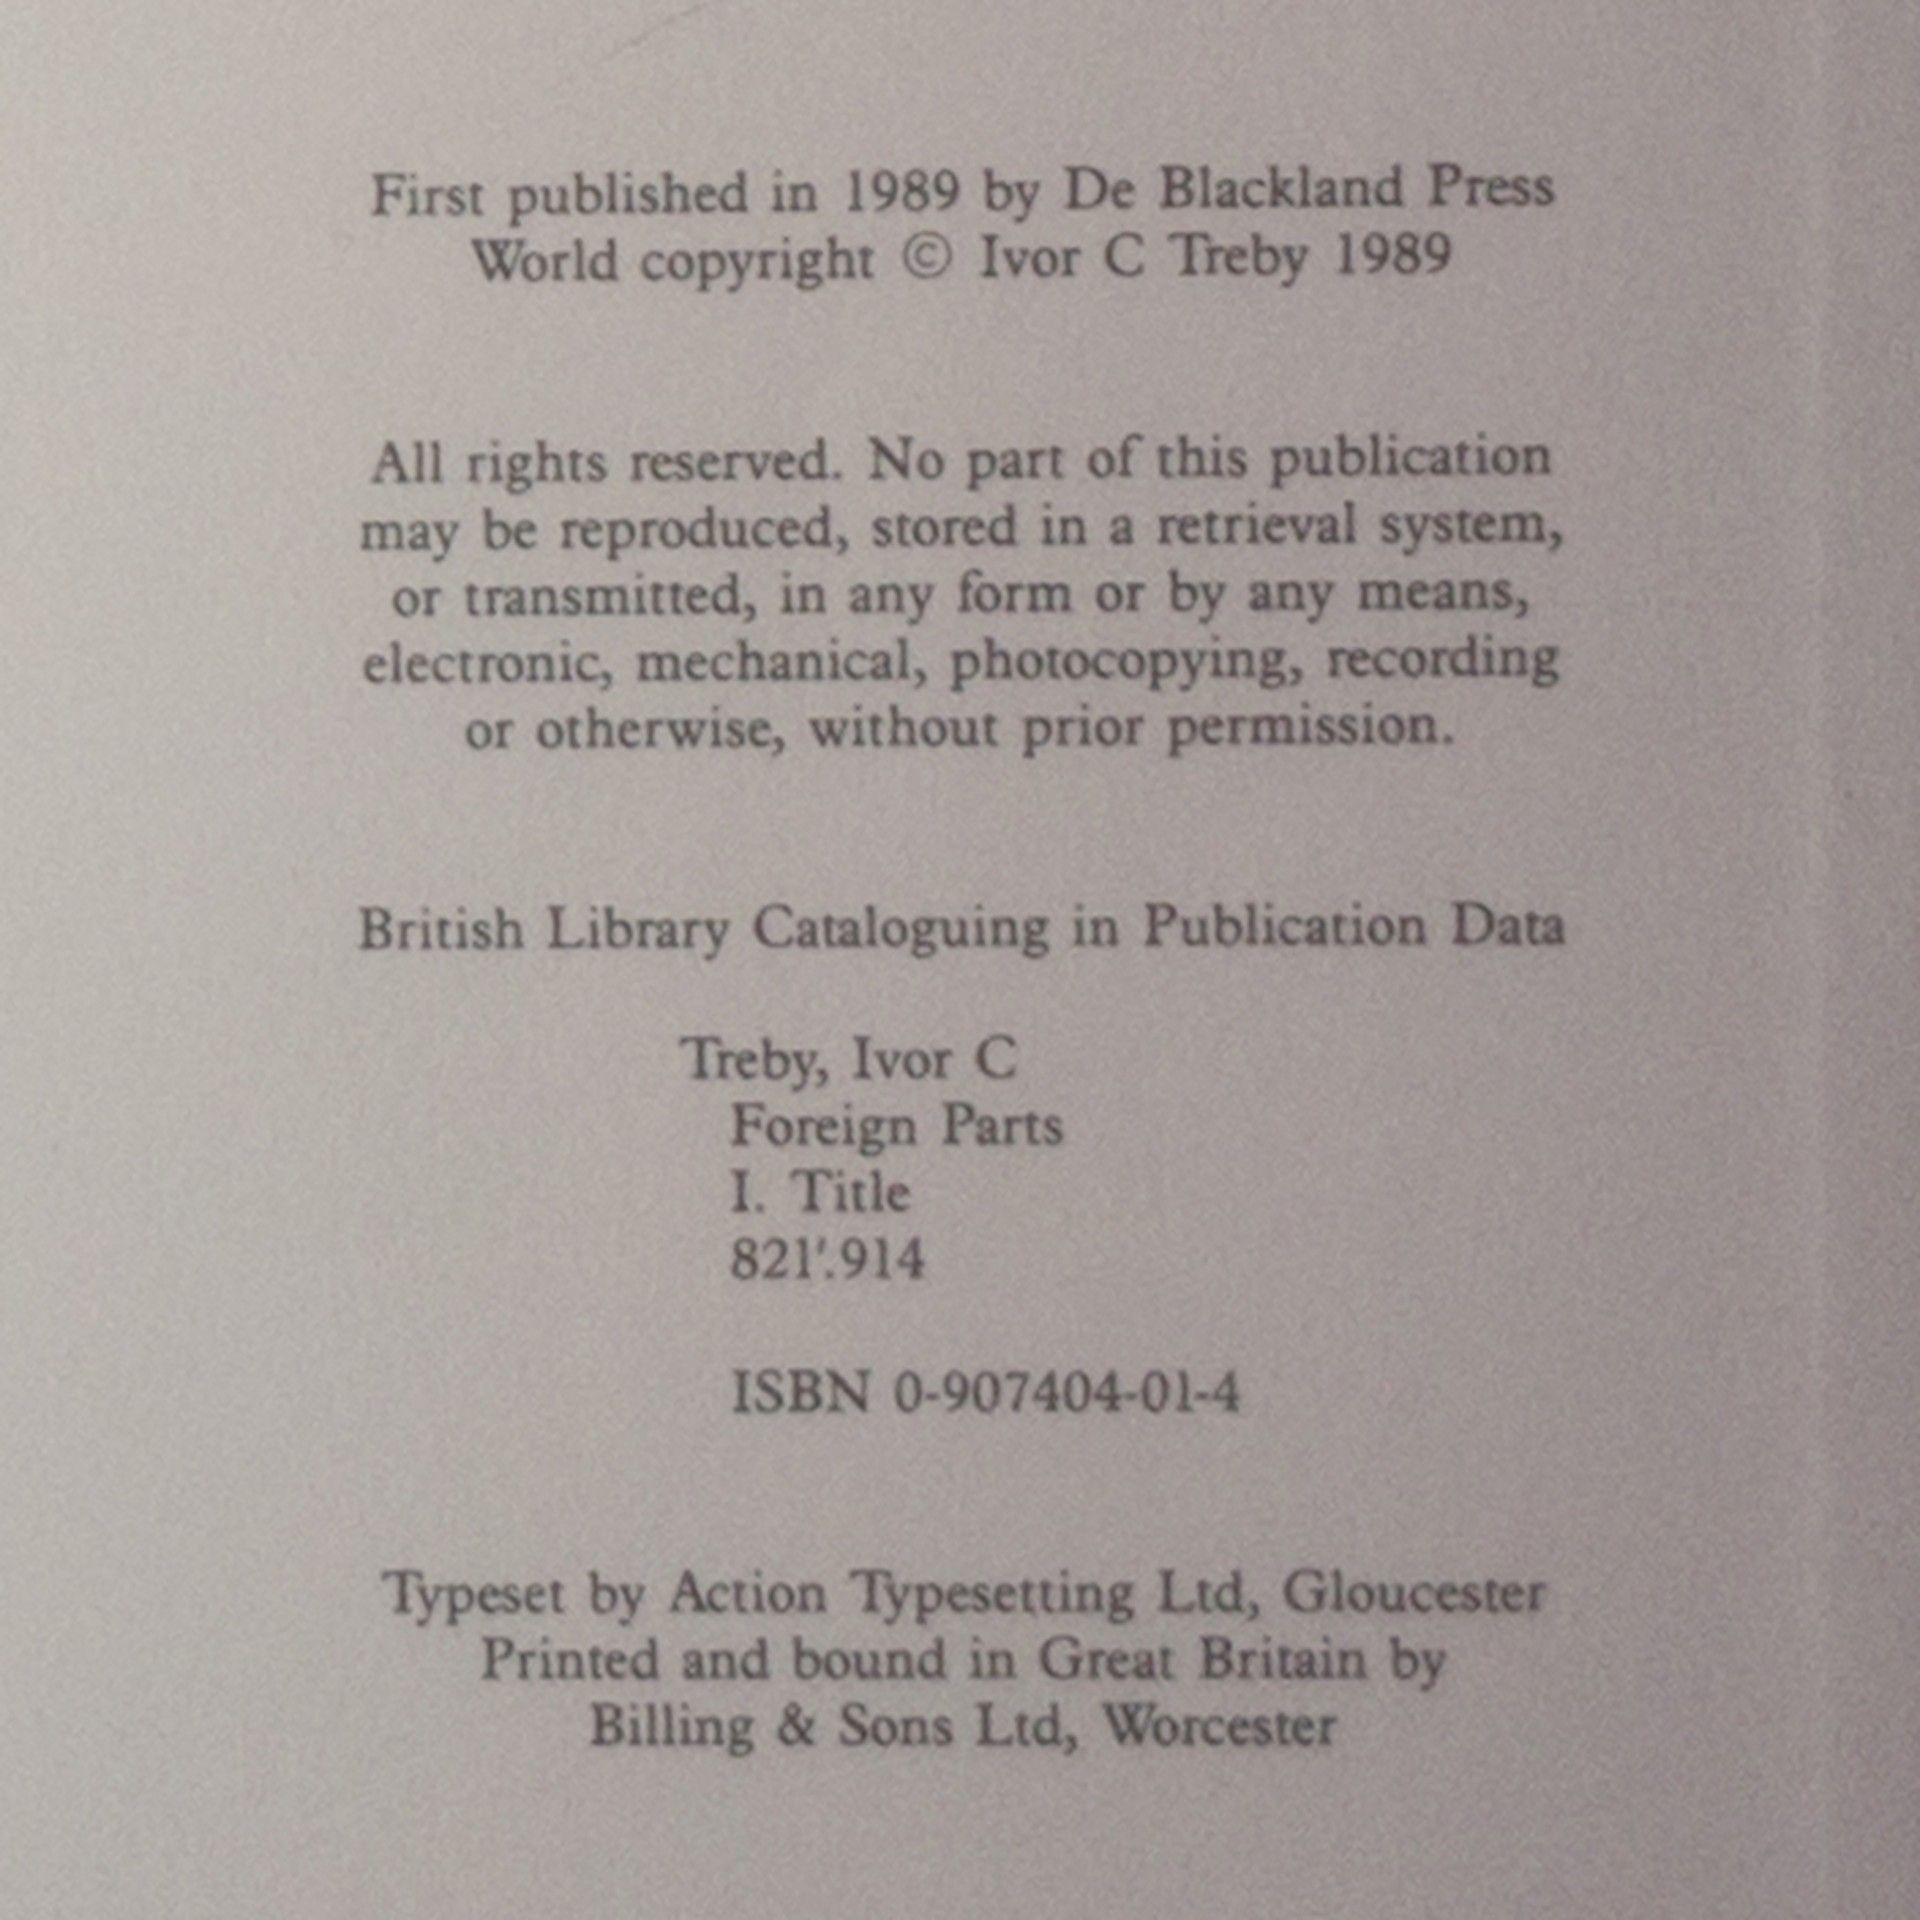 First published in 1989 by De Blackland Press
World copyright © Ivor C Treby 1989
All rights reserved. No part of this publication
may be reproduced, stored in a retrieval system,
or transmitted, in any form or by any means,
electronic, mechanical, photocopying, recording
or otherwise, without prior permission.
British Library Cataloguing in Publication Data
Treby, Ivor C
Foreign Parts
I. Title
821'.914
ISBN 0-907404-01-4
Typeset by Action Typesetting Ltd, Gloucester
Printed and bound in Great Britain by
Billing & Sons Ltd, Worcester